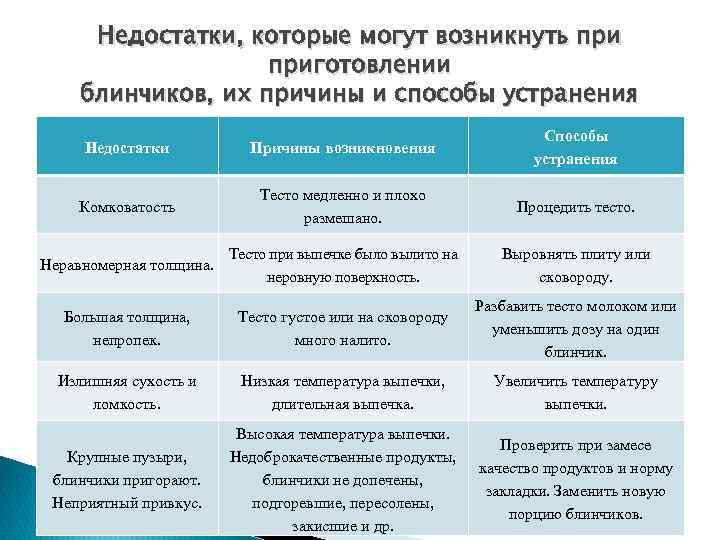 Недостатки, которые могут возникнуть при
приготовлении
блинчиков, их причины и способы устранения
Недостатки
Причины возникновения
Способы
устранения
Комковатость
Тесто медленно и плохо
размешано.
Процедить тесто.
Неравномерная толщина.
Тесто при выпечке было вылито на
неровную поверхность.
Выровнять плиту или
сковороду.
Большая толщина,
непропек.
Тесто густое или на сковороду
много налито.
Разбавить тесто молоком или
уменьшить дозу на один
блинчик.
Излишняя сухость и
ломкость.
Низкая температура выпечки,
длительная выпечка.
Увеличить температуру
выпечки.
Крупные пузыри,
блинчики пригорают.
Неприятный привкус.
Высокая температура выпечки.
Недоброкачественные продукты,
блинчики не допечены,
подгоревшие, пересолены,
закисшие и др.
Проверить при замесе
качество продуктов и норму
закладки. Заменить новую
порцию блинчиков.